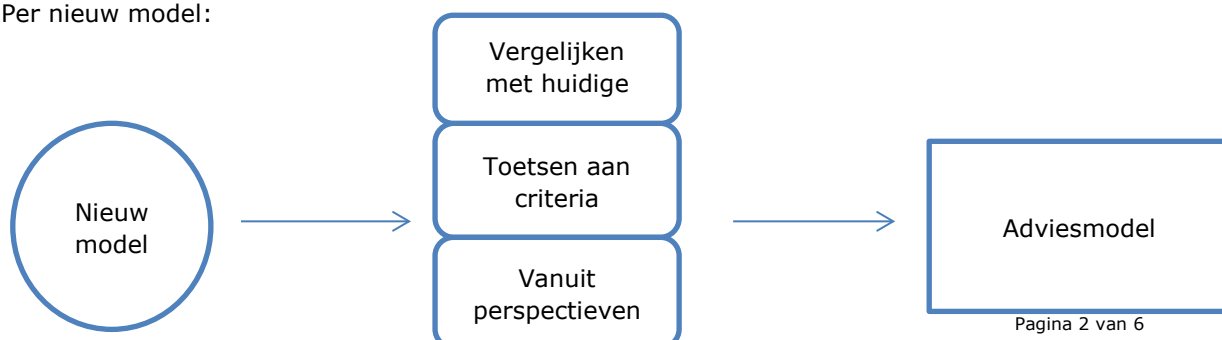 Per nieuw model:
Vergelijken
met huidige
Toetsen aan
criteria
Nieuw
model
Adviesmodel
Vanuit
perspectieven
Pagina 2 van 6